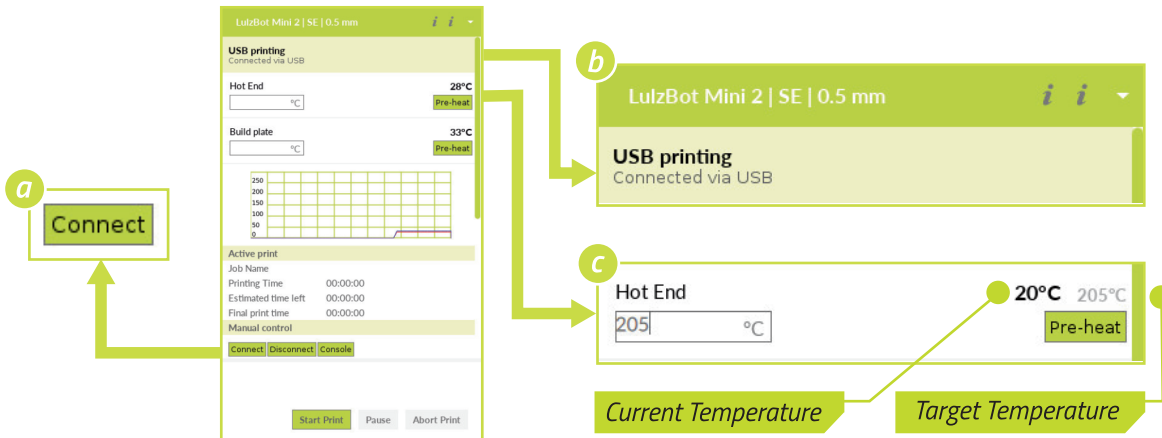 a
Connect
LulzBot Mini 2 | SE | 0.5 mm i i
USB printing
Connected via USB
Hot End 28°C
°C Pre-heat
Build plate 33°C
°C Pre-heat
250
200
150
100
50
0
Active print
Job Name
Printing Time 00:00:00
Estimated time left 00:00:00
Final print time 00:00:00
Manual control
Connect Disconnect Console
Start Print Pause Abort Print
b
LulzBot Mini 2 | SE | 0.5 mm i i
USB printing
Connected via USB
c
Hot End 20°C 205°C
205 °C Pre-heat
Current Temperature Target Temperature